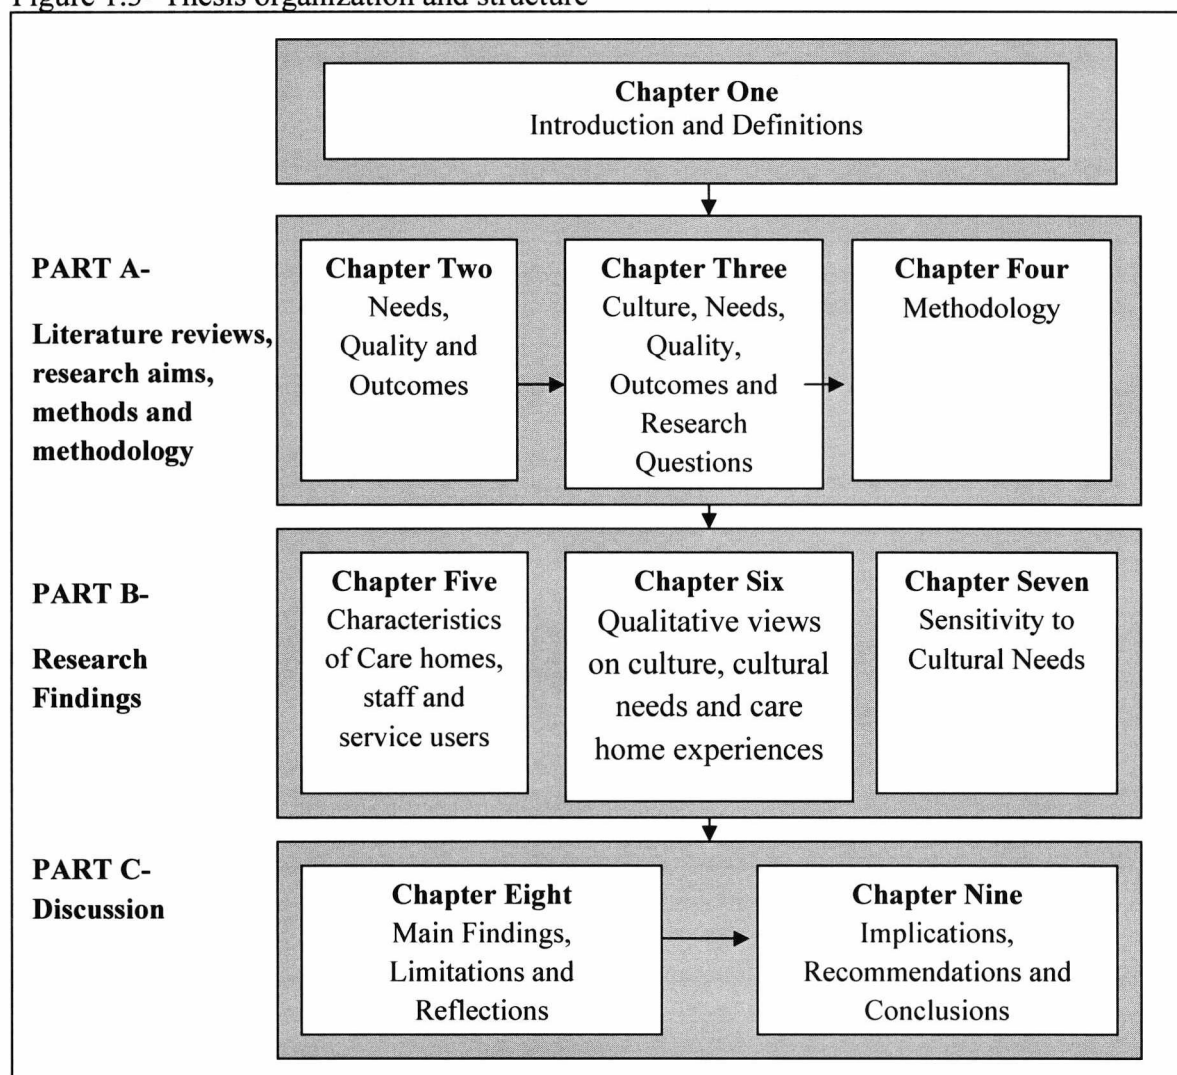 Figure 1.3 Thesis organization and structure
Chapter One
Introduction and Definitions
PART A-
Literature reviews,
research aims,
methods and
methodology
Chapter Two
Needs,
Quality and
Outcomes
Chapter Three
Culture, Needs,
Quality,
Outcomes and
Research
Questions
Chapter Four
Methodology
PART B-
Research
Findings
Chapter Five
Characteristics
of Care homes,
staff and
service users
Chapter Six
Qualitative views
on culture, cultural
needs and care
home experiences
Chapter Seven
Sensitivity to
Cultural Needs
PART C-
Discussion
Chapter Eight
Main Findings,
Limitations and
Reflections
Chapter Nine
Implications,
Recommendations and
Conclusions